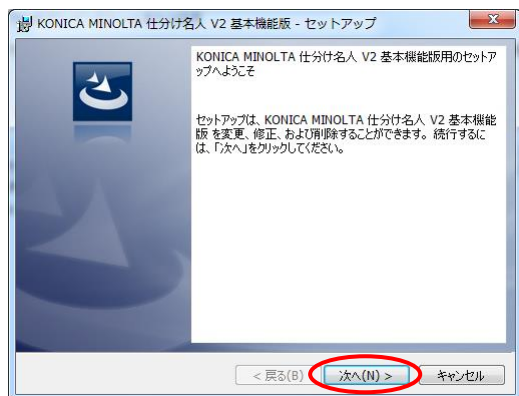 KONICA MINOLTA 仕分け名人 V2 基本機能版 - セットアップ
KONICA MINOLTA 仕分け名人 V2 基本機能版用のセットア
ップへようこそ
セットアップは、KONICA MINOLTA 仕分け名人 V2 基本機能
版 を変更、修正、および削除することができます。続行するに
は、「次へ」をクリックしてください。
< 戻る(B)
次へ(N) >
キャンセル